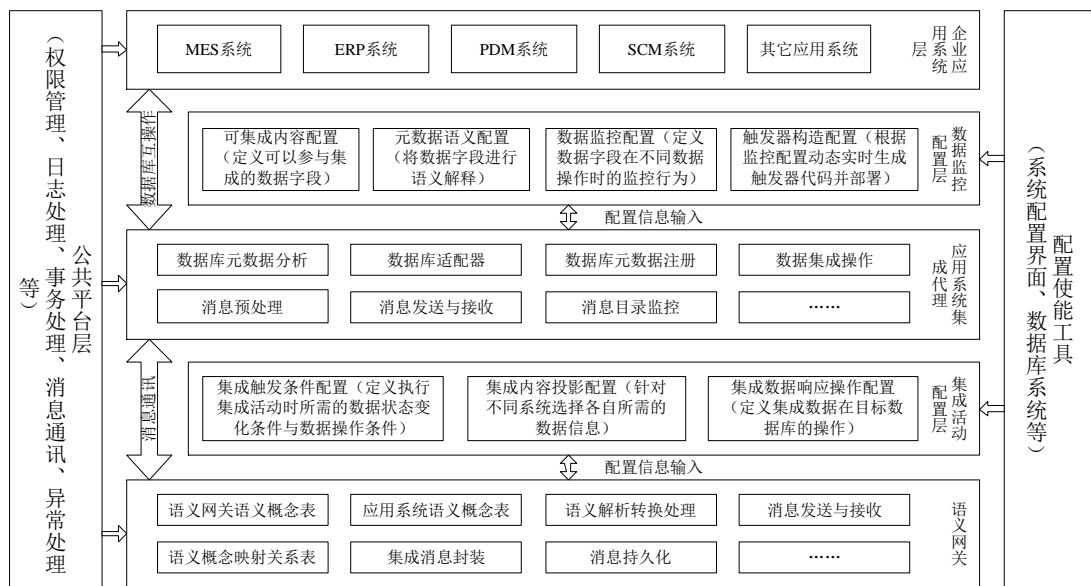 公共平台层
（权限管理、日志处理、事务处理、消息通讯、异常处理
等）
MES系统
ERP系统
PDM系统
SCM系统
其它应用系统
企业应
用系统
层
数据库互操作
可集成内容配置
（定义可以参与集
成的数据字段）
元数据语义配置
（将数据字段进行
语义解释）
数据监控配置（定义
数据字段在不同数据
操作时的监控行为）
触发器构造配置（根据
监控配置动态实时生成
触发器代码并部署）
数据监控
配置层
配置信息输入
数据库元数据分析
数据库适配器
数据库元数据注册
数据集成操作
消息预处理
消息发送与接收
消息目录监控
……
应用系统集
成代理
消息通讯
集成触发条件配置（定义执行
集成活动时所需的数据状态变
化条件与数据操作条件）
集成内容投影配置（针对
不同系统选择各自所需的
数据信息）
集成数据响应操作配置
（定义集成数据在目标数
据库的操作）
集成活动
配置层
配置信息输入
语义网关语义概念表
应用系统语义概念表
语义解析转换处理
消息发送与接收
语义概念映射关系表
集成消息封装
消息持久化
……
语义网关
配置使能工具
（系统配置界面、数据库系统等）